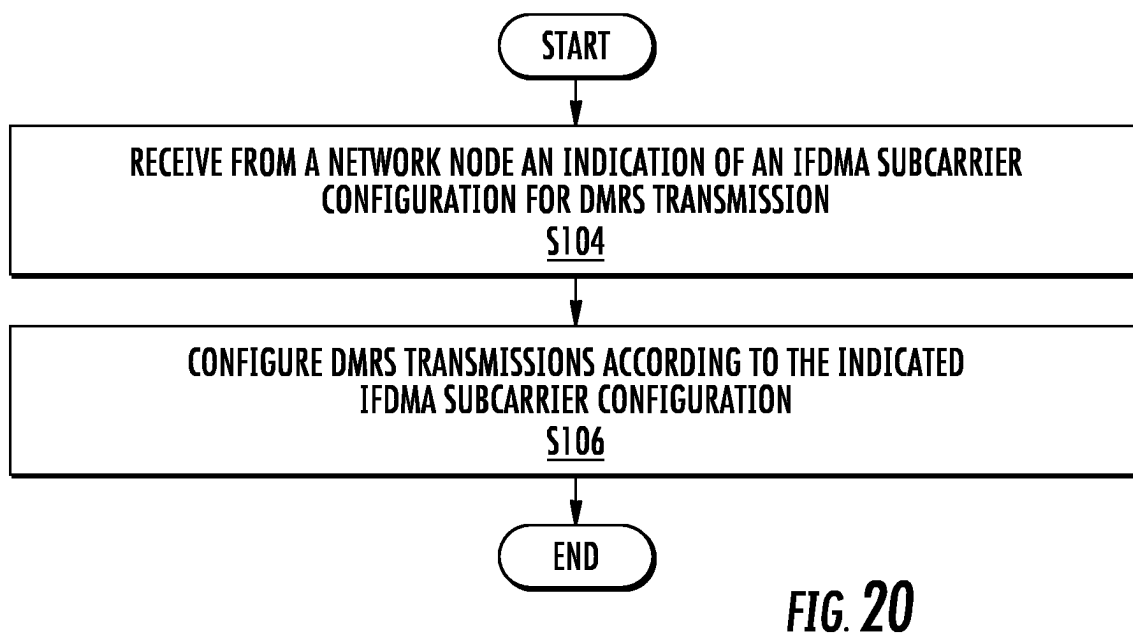 START
RECEIVE FROM A NETWORK NODE AN INDICATION OF AN IFDMA SUBCARRIER
CONFIGURATION FOR DMRS TRANSMISSION
S104
CONFIGURE DMRS TRANSMISSIONS ACCORDING TO THE INDICATED
IFDMA SUBCARRIER CONFIGURATION
S106
END
FIG. 20